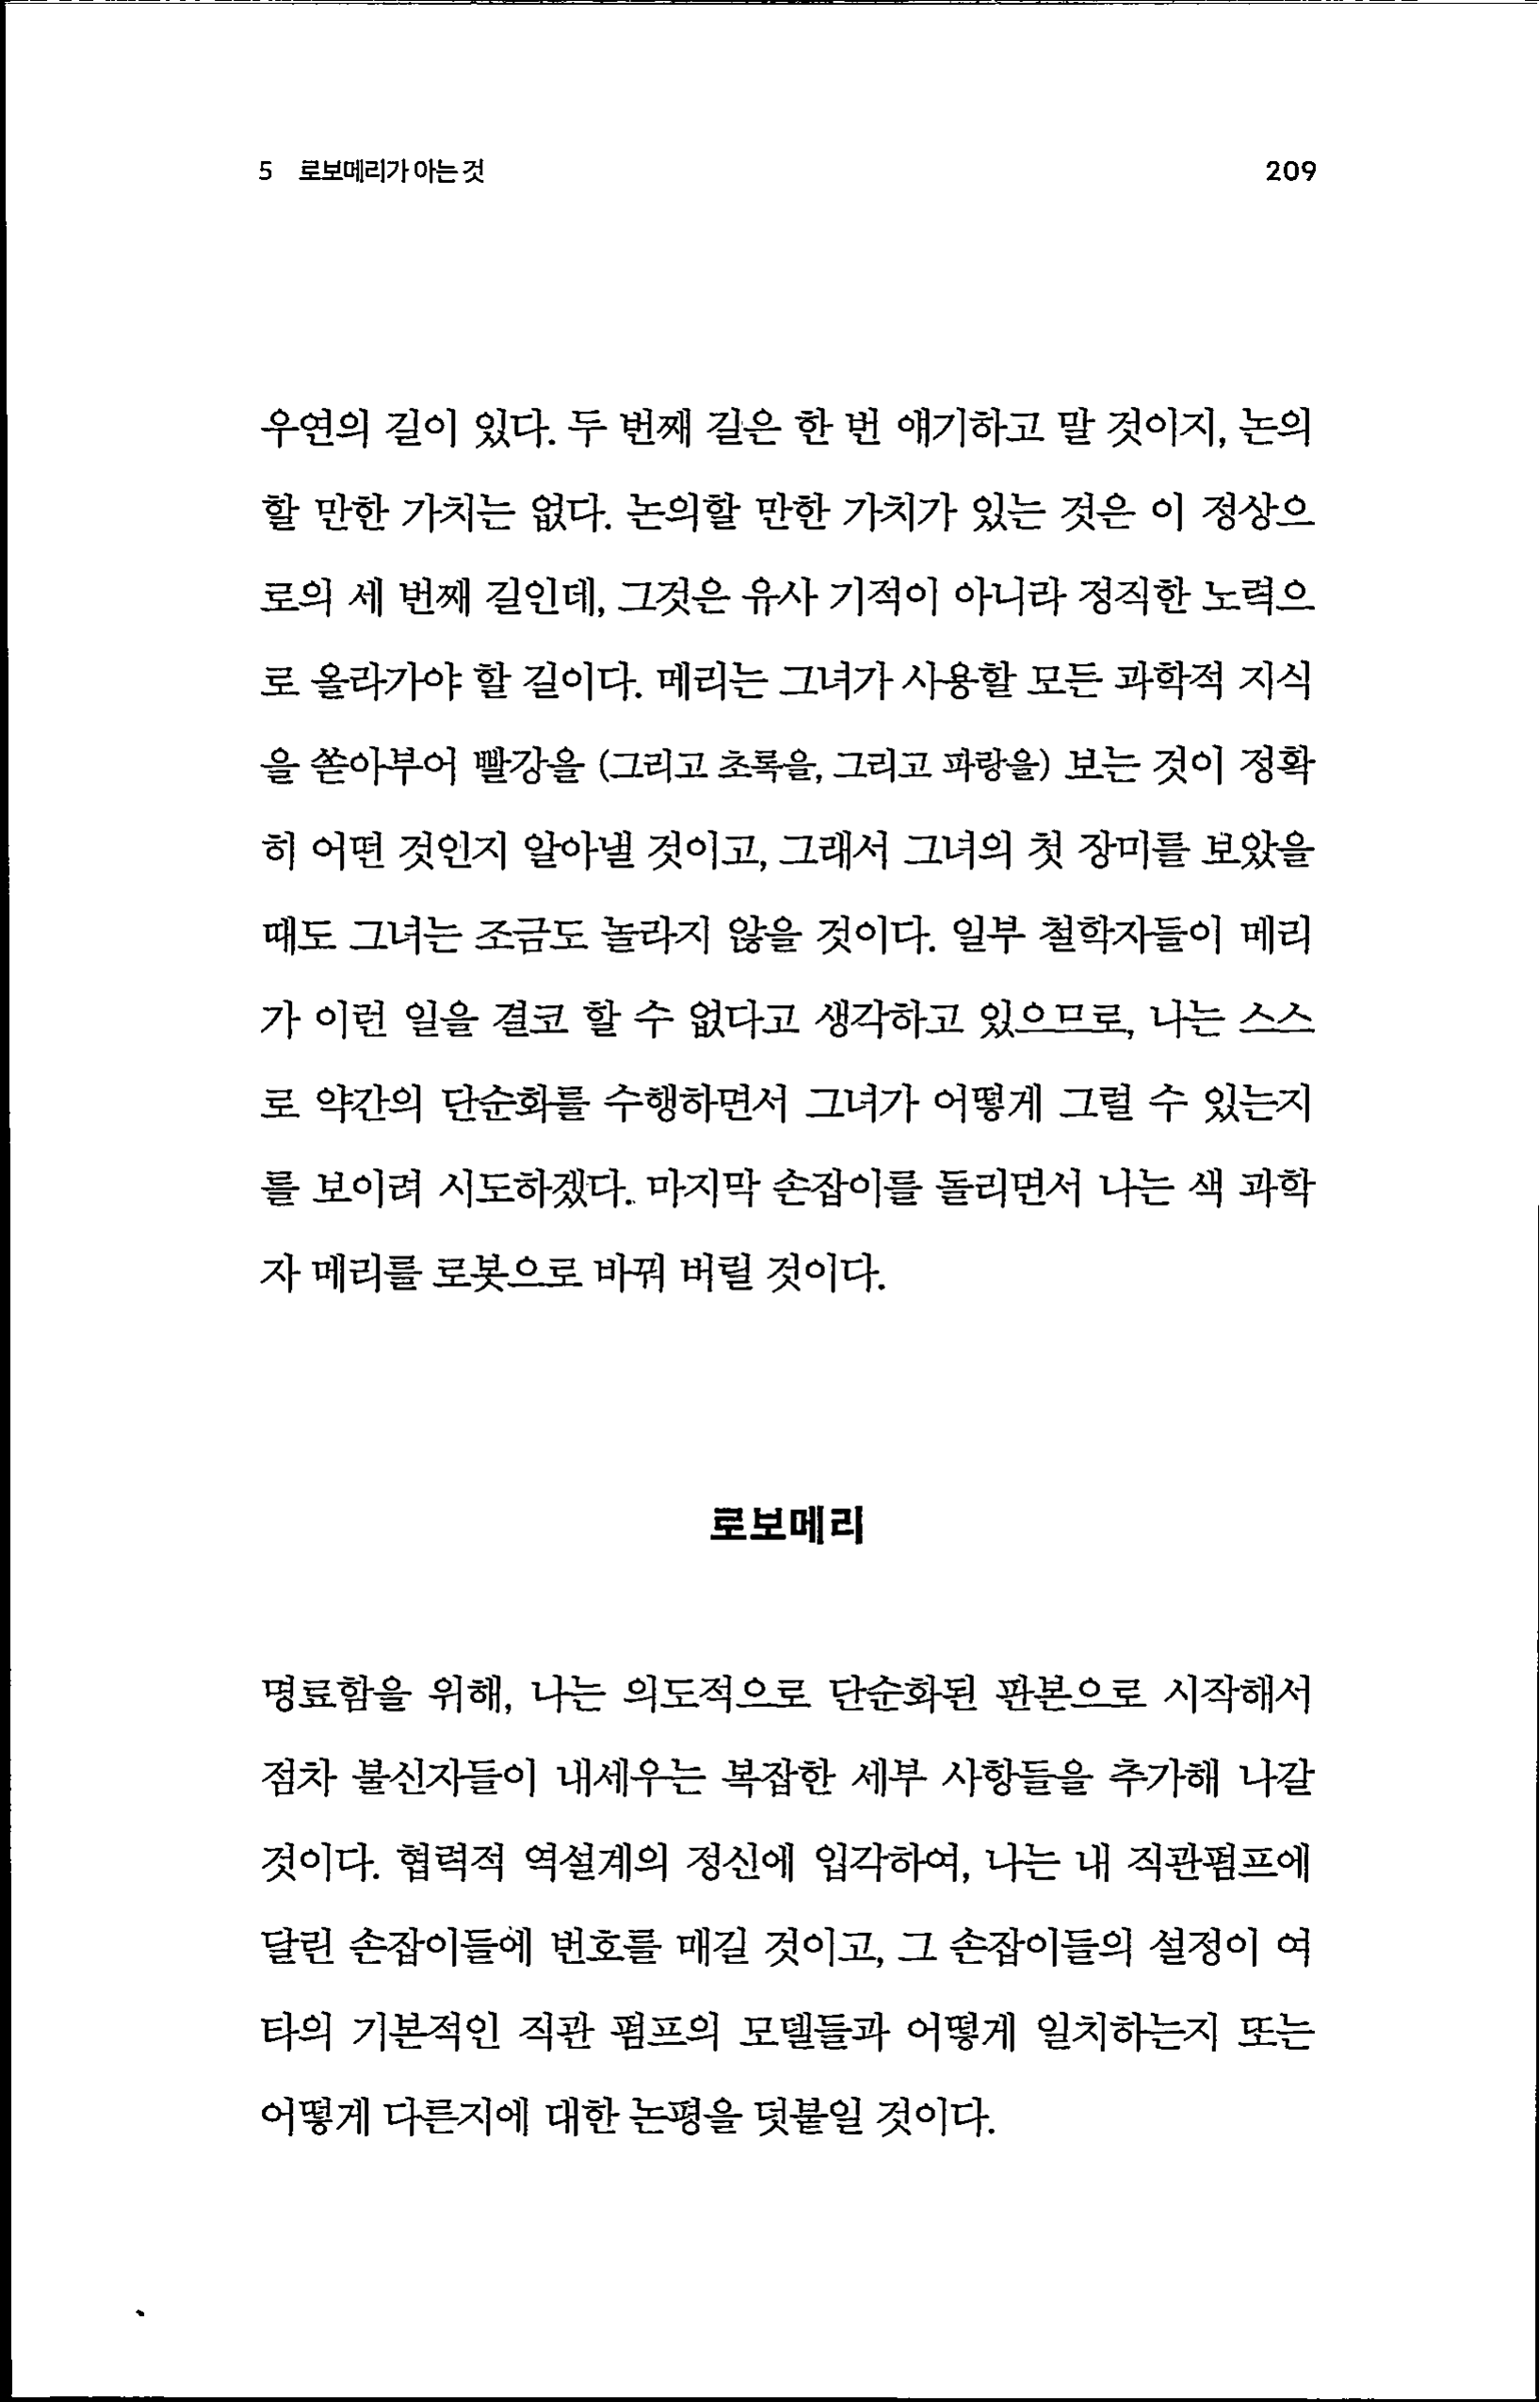 5 로보메리가 아는 것 209
우연의 길이 있다. 두 번째 길은 한 번 얘기하고 말 것이지, 논의
할 만한 가치는 없다. 논의할 만한 가치가 있는 것은 이 정상으
로의 세 번째 길인데, 그것은 유사 기적이 아니라 정직한 노력으
로 올라가야 할 길이다. 메리는 그녀가 사용할 모든 과학적 지식
을 쏟아부어 빨강을 (그리고 초록을, 그리고 파랑을) 보는 것이 정확
히 어떤 것인지 알아낼 것이고, 그래서 그녀의 첫 장미를 보았을
때도 그녀는 조금도 놀라지 않을 것이다. 일부 철학자들이 메리
가 이런 일을 결코 할 수 없다고 생각하고 있으므로, 나는 스스
로 약간의 단순화를 수행하면서 그녀가 어떻게 그럴 수 있는지
를 보이려 시도하겠다. 마지막 손잡이를 돌리면서 나는 색 과학
자 메리를 로봇으로 바꿔 버릴 것이다.
로보메리
명료함을 위해, 나는 의도적으로 단순화된 판본으로 시작해서
점차 불신자들이 내세우는 복잡한 세부 사항들을 추가해 나갈
것이다. 협력적 역설계의 정신에 입각하여, 나는 내 직관펌프에
달린 손잡이들에 번호를 매길 것이고, 그 손잡이들의 설정이 여
타의 기본적인 직관 펌프의 모델들과 어떻게 일치하는지 또는
어떻게 다른지에 대한 논평을 덧붙일 것이다.